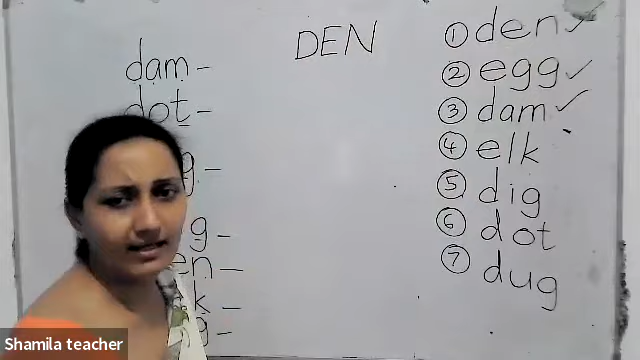 DEN
dam -
dot -
g -
g -
en -
k -
g -
① den ✓
② egg ✓
③ dam ✓
④ elk
⑤ dig
⑥ dot
⑦ dug
Shamila teacher